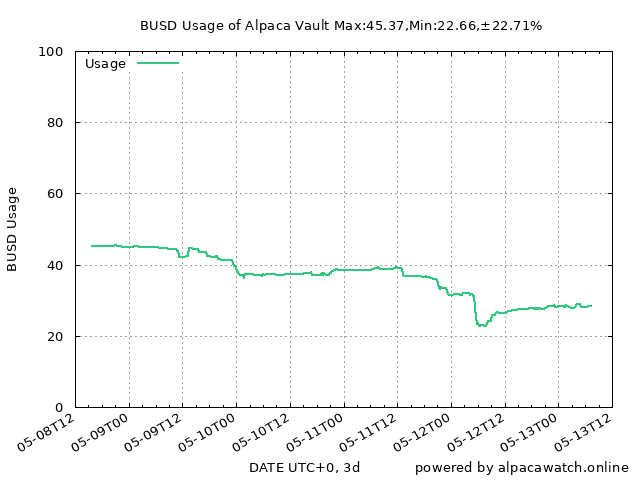 BUSD Usage of Alpaca Vault Max:45.37,Min:22.66,±22.71%
Usage
BUSD Usage
100
80
60
40
20
0
05-08T12
05-09T00
05-09T12
05-10T00
05-10T12
05-11T00
05-11T12
05-12T00
05-12T12
05-13T00
05-13T12
DATE UTC+0, 3d
powered by alpacawatch.online